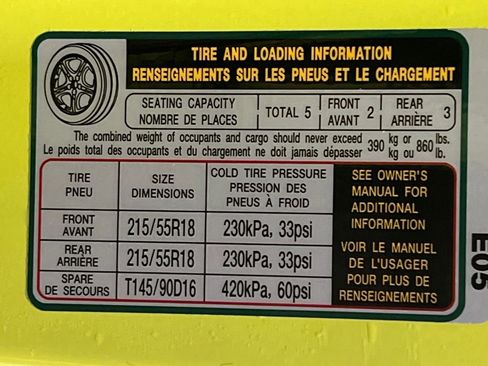 TIRE AND LOADING INFORMATION
RENSEIGNEMENTS SUR LES PNEUS ET LE CHARGEMENT
SEATING CAPACITY
NOMBRE DE PLACES
TOTAL 5
FRONT
AVANT 2
REAR
ARRIÈRE 3
The combined weight of occupants and cargo should never exceed 390 kg or 860 lbs.
Le poids total des occupants et du chargement ne doit jamais dépasser kg ou lb.
TIRE
PNEU
SIZE
DIMENSIONS
COLD TIRE PRESSURE
PRESSION DES
PNEUS À FROID
FRONT
AVANT
215/55R18
230kPa, 33psi
REAR
ARRIÈRE
215/55R18
230kPa, 33psi
SPARE
DE SECOURS
T145/90D16
420kPa, 60psi
SEE OWNER'S
MANUAL FOR
ADDITIONAL
INFORMATION
VOIR LE MANUEL
DE L'USAGER
POUR PLUS DE
RENSEIGNEMENTS
E05